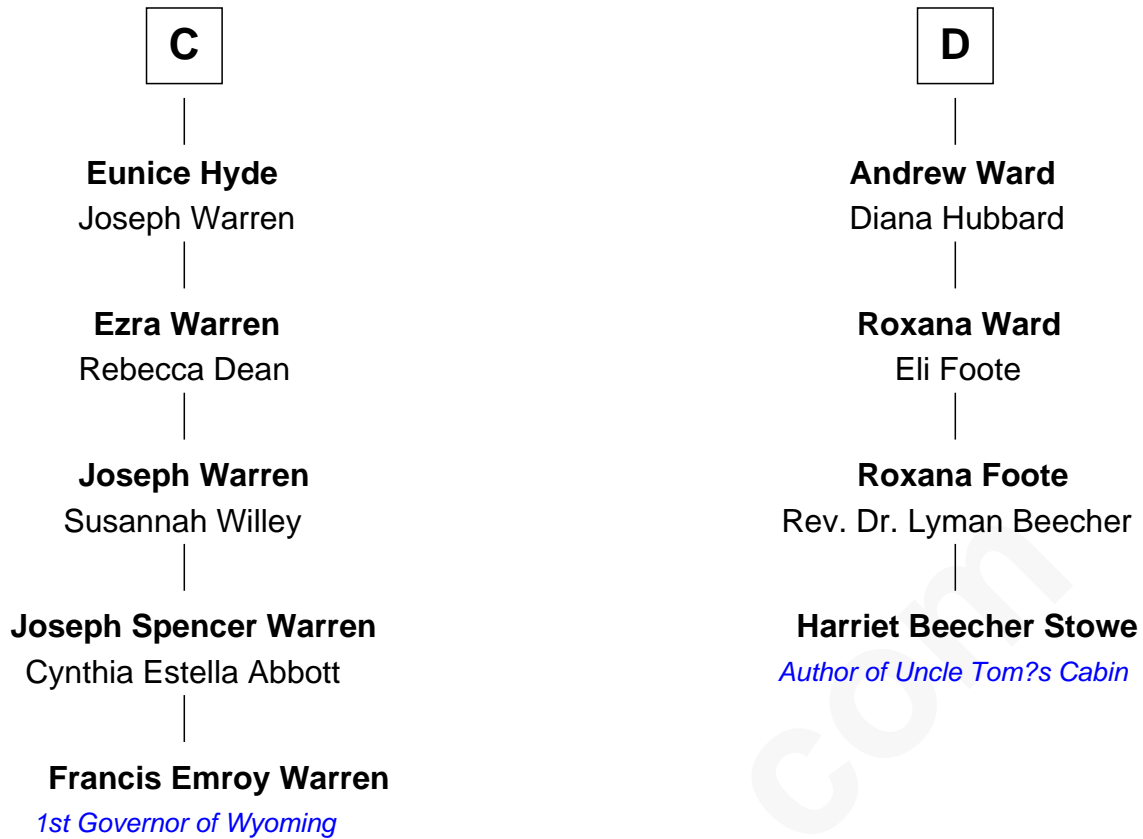 C
Eunice Hyde
Joseph Warren
Ezra Warren
Rebecca Dean
Joseph Warren
Susannah Willey
Joseph Spencer Warren
Cynthia Estella Abbott
Francis Emroy Warren
1st Governor of Wyoming
D
Andrew Ward
Diana Hubbard
Roxana Ward
Eli Foote
Roxana Foote
Rev. Dr. Lyman Beecher
Harriet Beecher Stowe
Author of Uncle Tom?s Cabin
com